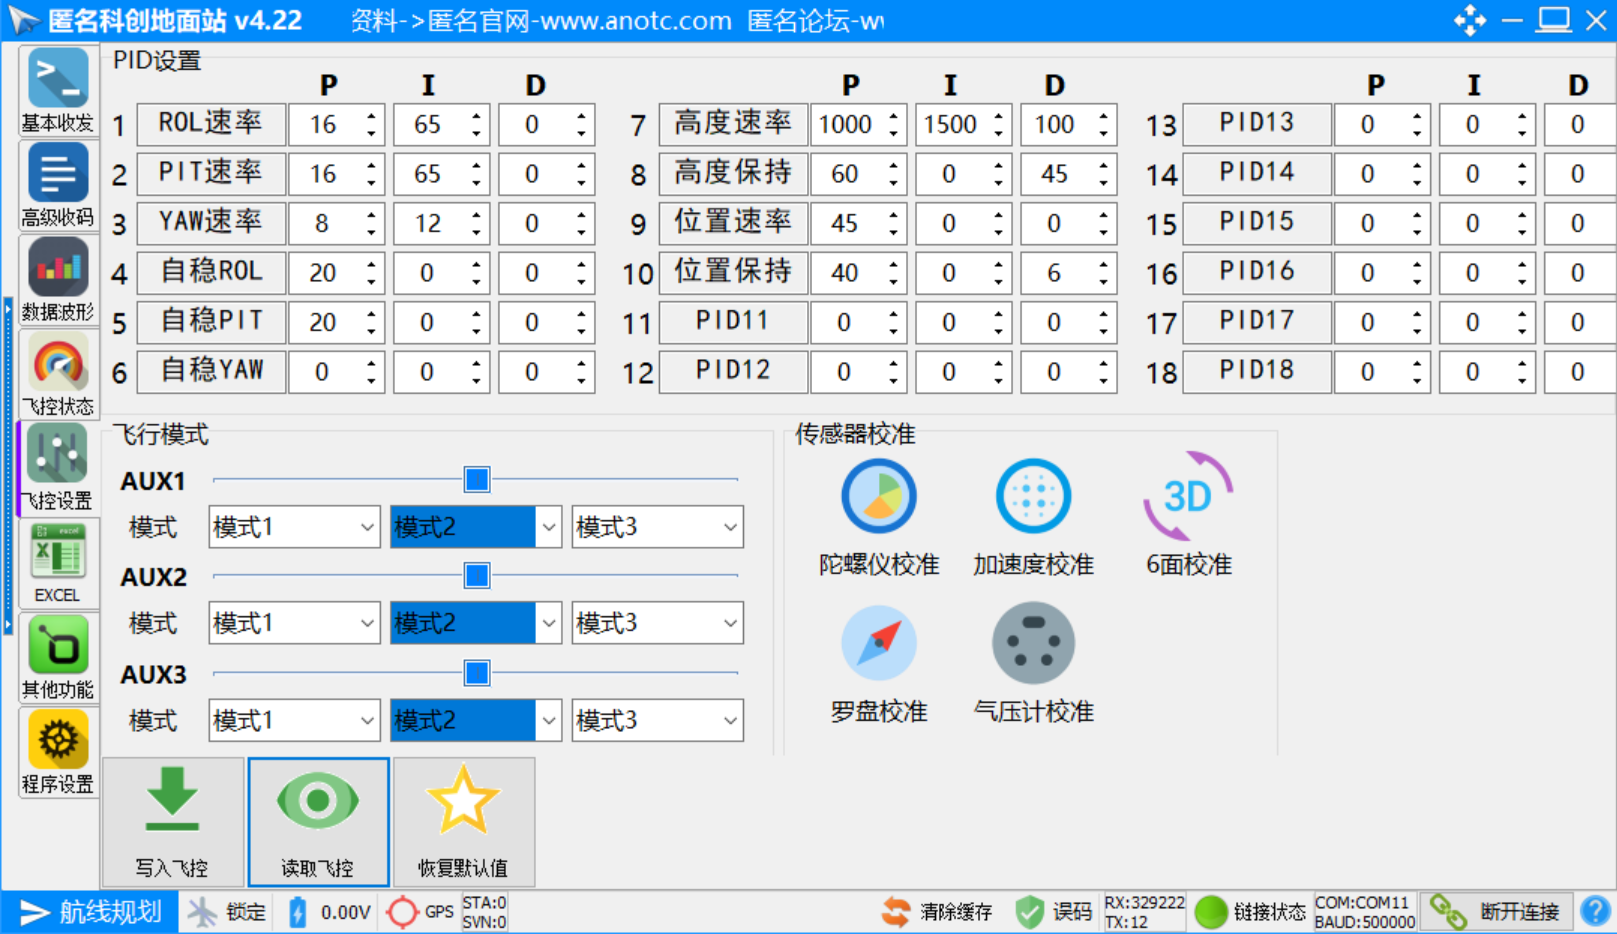 匿名科创地面站 v4.22 资料->匿名官网-www.anotc.com 匿名论坛-w
PID设置
P I D P I D P I D
1 ROL速率 16 65 0 7 高度速率 1000 1500 100 13 PID13 0 0 0
2 PIT速率 16 65 0 8 高度保持 60 0 45 14 PID14 0 0 0
3 YAW速率 8 12 0 9 位置速率 45 0 0 15 PID15 0 0 0
4 自稳ROL 20 0 0 10 位置保持 40 0 6 16 PID16 0 0 0
5 自稳PIT 20 0 0 11 PID11 0 0 0 17 PID17 0 0 0
6 自稳YAW 0 0 0 12 PID12 0 0 0 18 PID18 0 0 0
基本收发
高级收码
数据波形
飞控状态
飞控设置
EXCEL
其他功能
程序设置
飞行模式
AUX1
模式 模式1 模式2 模式3
AUX2
模式 模式1 模式2 模式3
AUX3
模式 模式1 模式2 模式3
传感器校准
3D
陀螺仪校准 加速度校准 6面校准
罗盘校准 气压计校准
写入飞控 读取飞控 恢复默认值
航线规划 锁定 0.00V GPS STA:0 清除缓存 误码 RX:329222 链接状态 COM:COM11 断开连接
SVN:0 TX:12 BAUD:500000